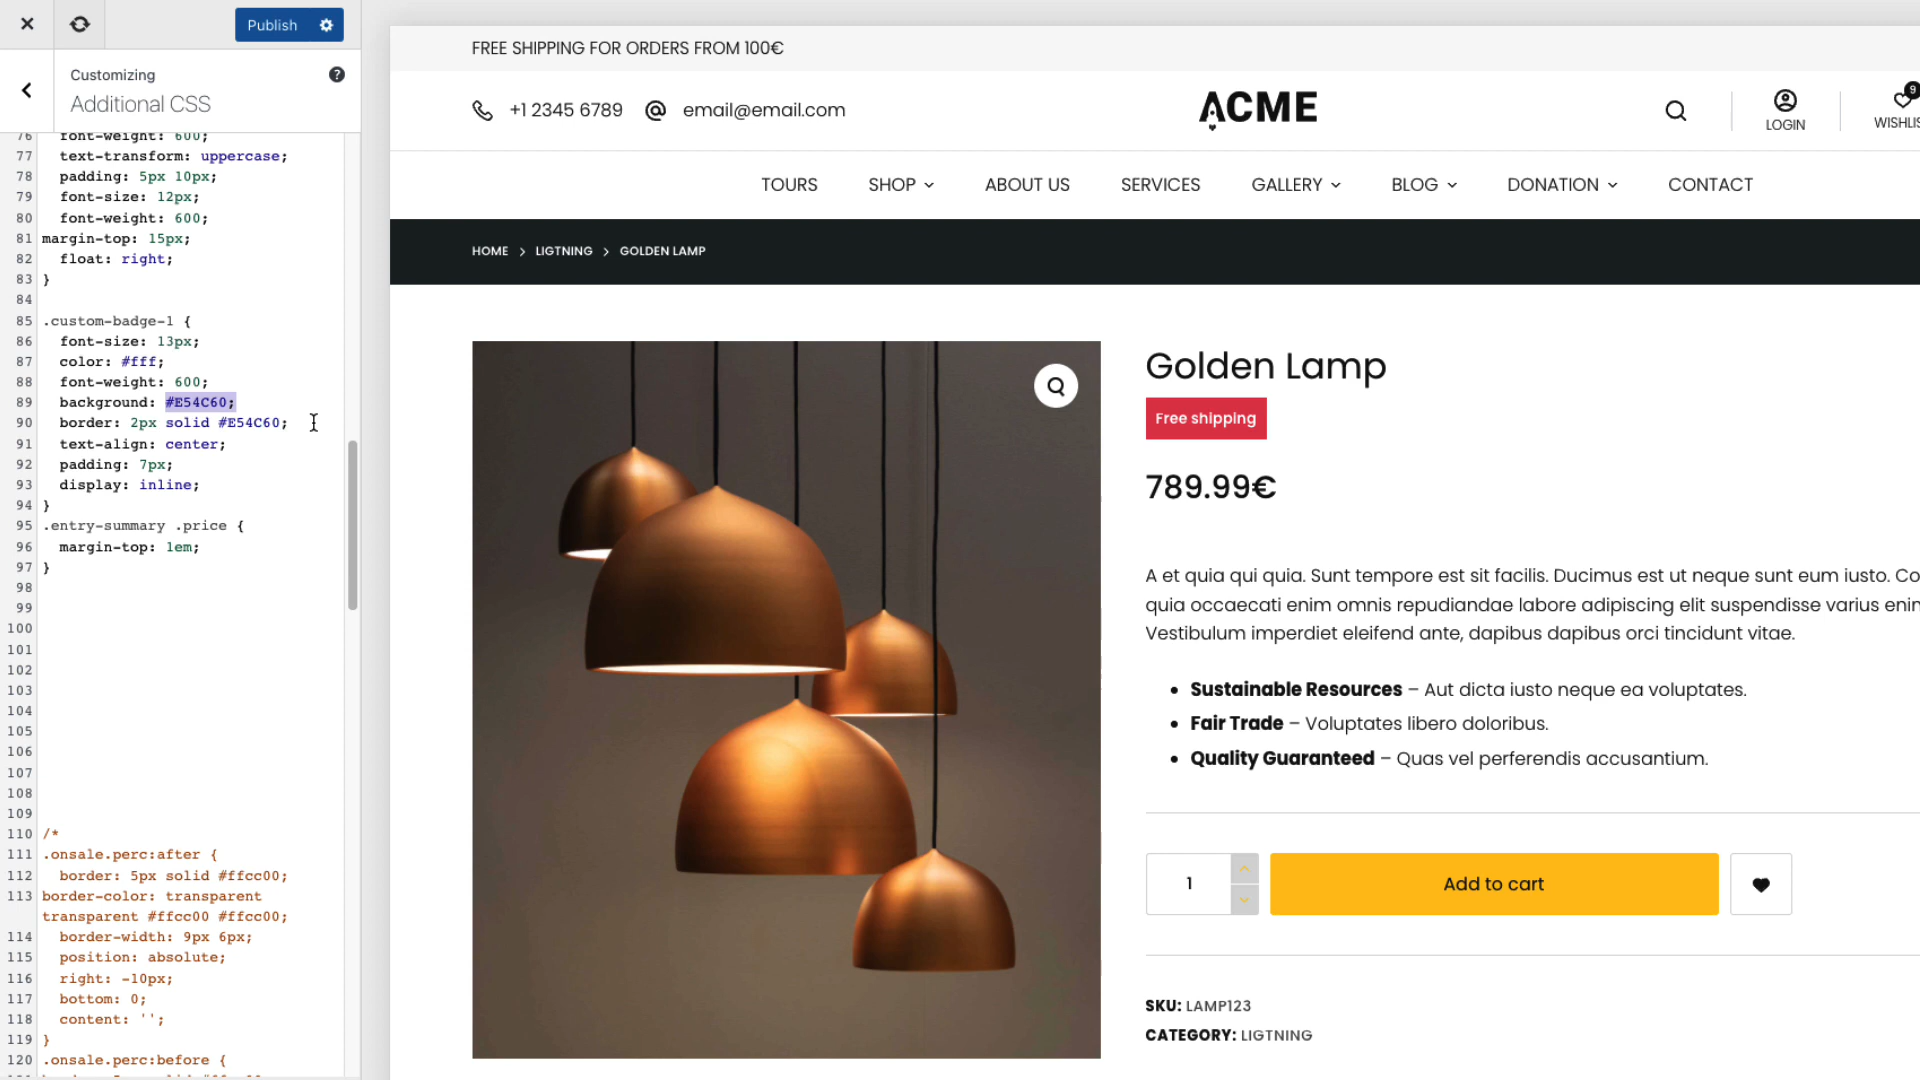 Publish
Customizing
Additional CSS
76 font-weight: 600;
77 text-transform: uppercase;
78 padding: 5px 10px;
79 font-size: 12px;
80 font-weight: 600;
81 margin-top: 15px;
82 float: right;
83 }
84
85 .custom-badge-1 {
86 font-size: 13px;
87 color: #fff;
88 font-weight: 600;
89 background: #E54C60;
90 border: 2px solid #E54C60;
91 text-align: center;
92 padding: 7px;
93 display: inline;
94 }
95 .entry-summary .price {
96 margin-top: 1em;
97 }
98
99
100
101
102
103
104
105
106
107
108
109
110 /*
111 .onsale.perc:after {
112 border: 5px solid #ffcc00;
113 border-color: transparent
transparent #ffcc00 #ffcc00;
114 border-width: 9px 6px;
115 position: absolute;
116 right: -10px;
117 bottom: 0;
118 content: '';
119 }
120 .onsale.perc:before {
FREE SHIPPING FOR ORDERS FROM 100€
+1 2345 6789 email@email.com
ACME
LOGIN
9
WISHLIS
TOURS SHOP ABOUT US SERVICES GALLERY BLOG DONATION CONTACT
HOME > LIGTNING > GOLDEN LAMP
Golden Lamp
Free shipping
789.99€
A et quia qui quia. Sunt tempore est sit facilis. Ducimus est ut neque sunt eum iusto. Co
quia occaecati enim omnis repudiandae labore adipiscing elit suspendisse varius enim
Vestibulum imperdiet eleifend ante, dapibus dapibus orci tincidunt vitae.
• Sustainable Resources – Aut dicta iusto neque ea voluptates.
• Fair Trade – Voluptates libero doloribus.
• Quality Guaranteed – Quas vel perferendis accusantium.
1
Add to cart
SKU: LAMP123
CATEGORY: LIGTNING